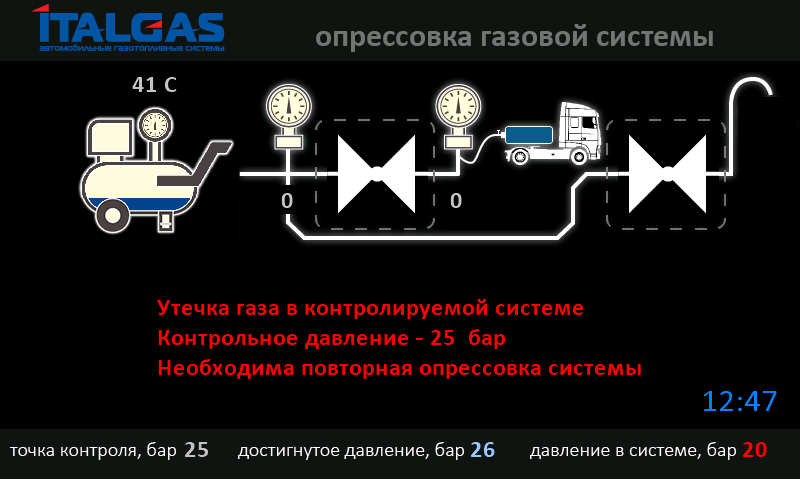 ITALGAS
автомобильные газотопливные системы
опрессовка газовой системы
41 C
0
0
Утечка газа в контролируемой системе
Контрольное давление - 25 бар
Необходима повторная опрессовка системы
12:47
точка контроля, бар 25 достигнутое давление, бар 26 давление в системе, бар 20